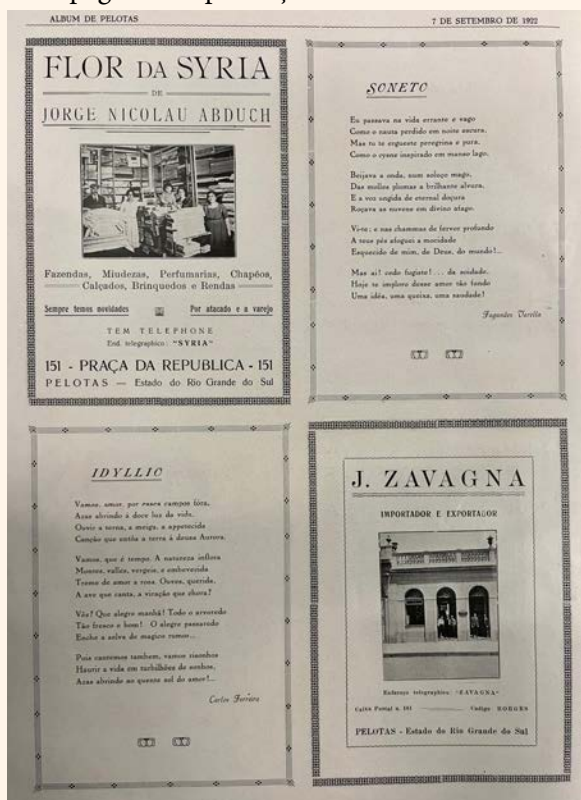 ALBUM DE PELOTAS
7 DE SETEMBRO DE 1922
FLOR DA SYRIA
DE
JORGE NICOLAU ABDUCH
Fazendas, Miudezas, Perfumarias, Chapéos,
Calçados, Brinquedos e Rendas
Sempre temos novidades
Por atacado e a varejo
TEM TELEPHONE
End. telegraphico: "SYRIA"
151 - PRAÇA DA REPUBLICA - 151
PELOTAS — Estado do Rio Grande do Sul
SONETO
Eu passava na vida errante e vago
Como o nauta perdido em noite escura,
Mas tu te ergueste peregrina e pura,
Como o cysne inspirado em manso lago,
Beijava a onda, num soluço mago,
Das molles plumas a brilhante alvura,
E a voz ungida de eternal doçura
Roçava as nuvens em divino afago.
Vi-te; e nas chammas de fervor profundo
A teus pés afoguei a mocidade
Esquecido de mim, de Deus, do mundo!...
Mas ai! cedo fugiste!... da soidade,
Hoje te imploro desse amor tão fundo
Uma idéa, uma queixa, uma saudade!
Fagundes Varella
IDYLLIO
Vamos, amor, por esses campos fóra,
Azas abrindo á doce luz da vida,
Ouvir a terna, a meiga, a appetecida
Canção que entôa a terra á deusa Aurora.
Vamos, que é tempo. A natureza inflora
Montes, valles, vergeis, e embevecida
Treme de amor a rosa. Ouves, querida,
A ave que canta, a viração que chora?
Vês? Que alegre manhã! Todo o arvoredo
Tão fresco e bom! O alegre passaredo
Enche a selva de magico rumor...
Pois cantemos tambem, vamos risonhos
Haurir a vida em turbilhões de sonhos,
Azas abrindo ao quente sol do amor!...
Carlos Ferreira
J. ZAVAGNA
IMPORTADOR E EXPORTADOR
Endereço telegraphico: "ZAVAGNA"
Caixa Postal n. 101
Codigo BORGES
PELOTAS - Estado do Rio Grande do Sul